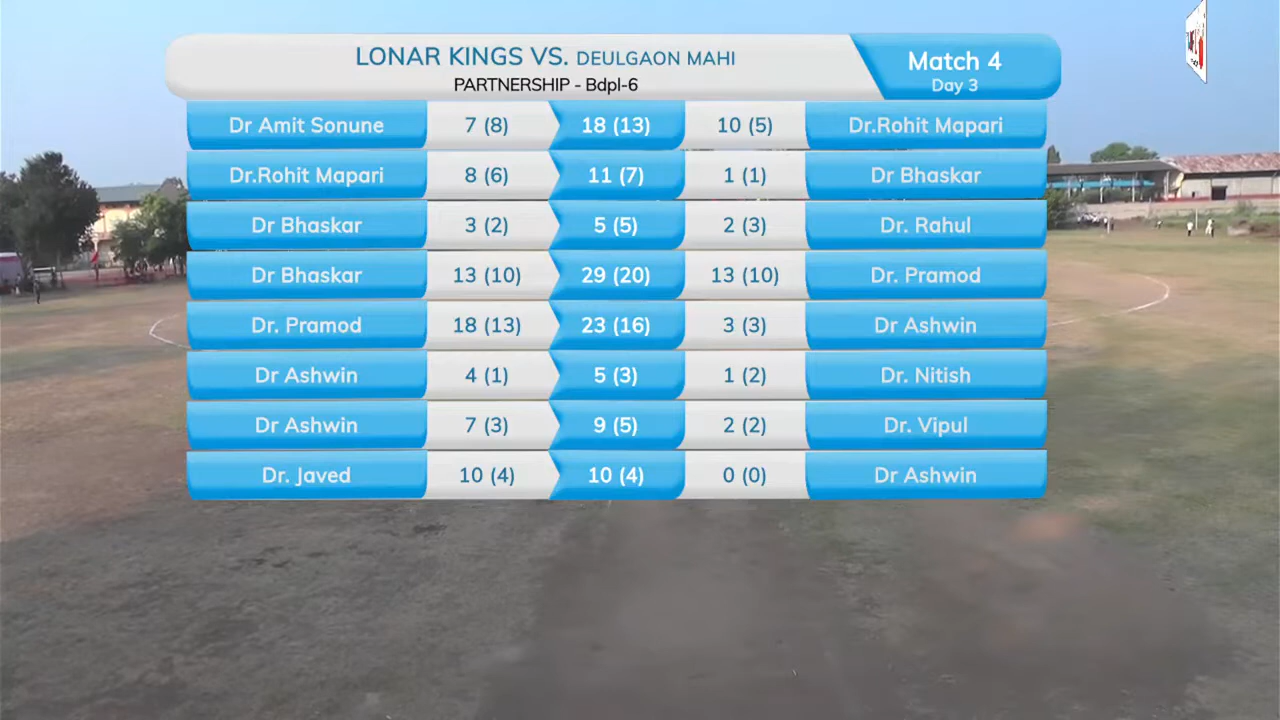 LONAR KINGS VS. DEULGAON MAHI
PARTNERSHIP - Bdpl-6
Match 4
Day 3
Dr Amit Sonune 7 (8) 18 (13) 10 (5) Dr.Rohit Mapari
Dr.Rohit Mapari 8 (6) 11 (7) 1 (1) Dr Bhaskar
Dr Bhaskar 3 (2) 5 (5) 2 (3) Dr. Rahul
Dr Bhaskar 13 (10) 29 (20) 13 (10) Dr. Pramod
Dr. Pramod 18 (13) 23 (16) 3 (3) Dr Ashwin
Dr Ashwin 4 (1) 5 (3) 1 (2) Dr. Nitish
Dr Ashwin 7 (3) 9 (5) 2 (2) Dr. Vipul
Dr. Javed 10 (4) 10 (4) 0 (0) Dr Ashwin